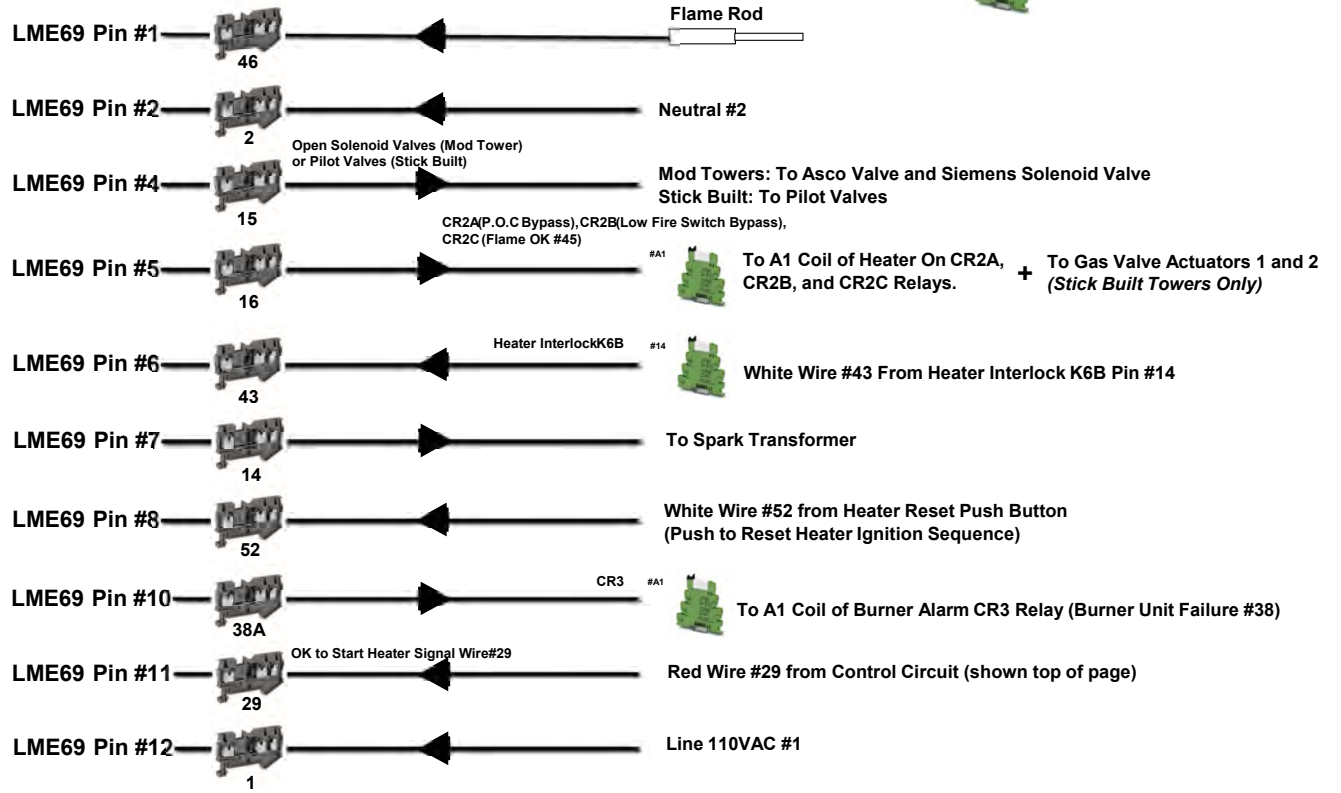 Flame Rod
LME69 Pin #1
46
LME69 Pin #2
Neutral #2
2
Open Solenoid Valves (Mod Tower)
or Pilot Valves (Stick Built)
LME69 Pin #4
Mod Towers: To Asco Valve and Siemens Solenoid Valve
Stick Built: To Pilot Valves
15
CR2A(P.O.C Bypass),CR2B(Low Fire Switch Bypass),
CR2C (Flame OK #45)
LME69 Pin #5
#A1
To A1 Coil of Heater On CR2A,
CR2B, and CR2C Relays.
+
To Gas Valve Actuators 1 and 2
(Stick Built Towers Only)
16
Heater InterlockK6B
#14
LME69 Pin #6
White Wire #43 From Heater Interlock K6B Pin #14
43
LME69 Pin #7
To Spark Transformer
14
LME69 Pin #8
White Wire #52 from Heater Reset Push Button
(Push to Reset Heater Ignition Sequence)
52
CR3
#A1
LME69 Pin #10
To A1 Coil of Burner Alarm CR3 Relay (Burner Unit Failure #38)
38A
OK to Start Heater Signal Wire#29
LME69 Pin #11
Red Wire #29 from Control Circuit (shown top of page)
29
LME69 Pin #12
Line 110VAC #1
1